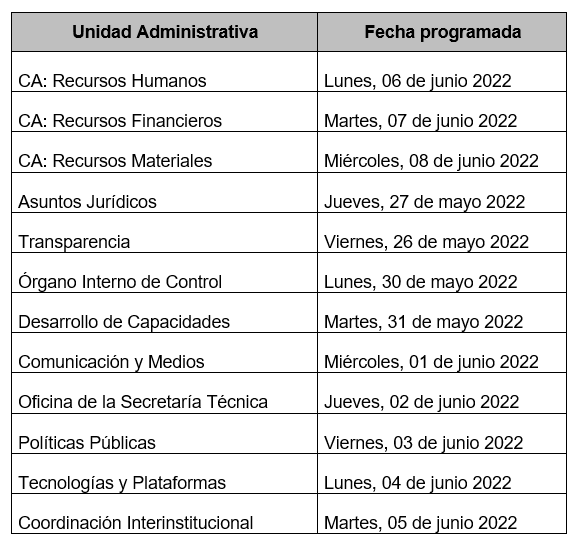 Unidad Administrativa Fecha programada
CA: Recursos Humanos Lunes, 06 de junio 2022
CA: Recursos Financieros Martes, 07 de junio 2022
CA: Recursos Materiales Miércoles, 08 de junio 2022
Asuntos Jurídicos Jueves, 27 de mayo 2022
Transparencia Viernes, 26 de mayo 2022
Órgano Interno de Control Lunes, 30 de mayo 2022
Desarrollo de Capacidades Martes, 31 de mayo 2022
Comunicación y Medios Miércoles, 01 de junio 2022
Oficina de la Secretaría Técnica Jueves, 02 de junio 2022
Políticas Públicas Viernes, 03 de junio 2022
Tecnologías y Plataformas Lunes, 04 de junio 2022
Coordinación Interinstitucional Martes, 05 de junio 2022